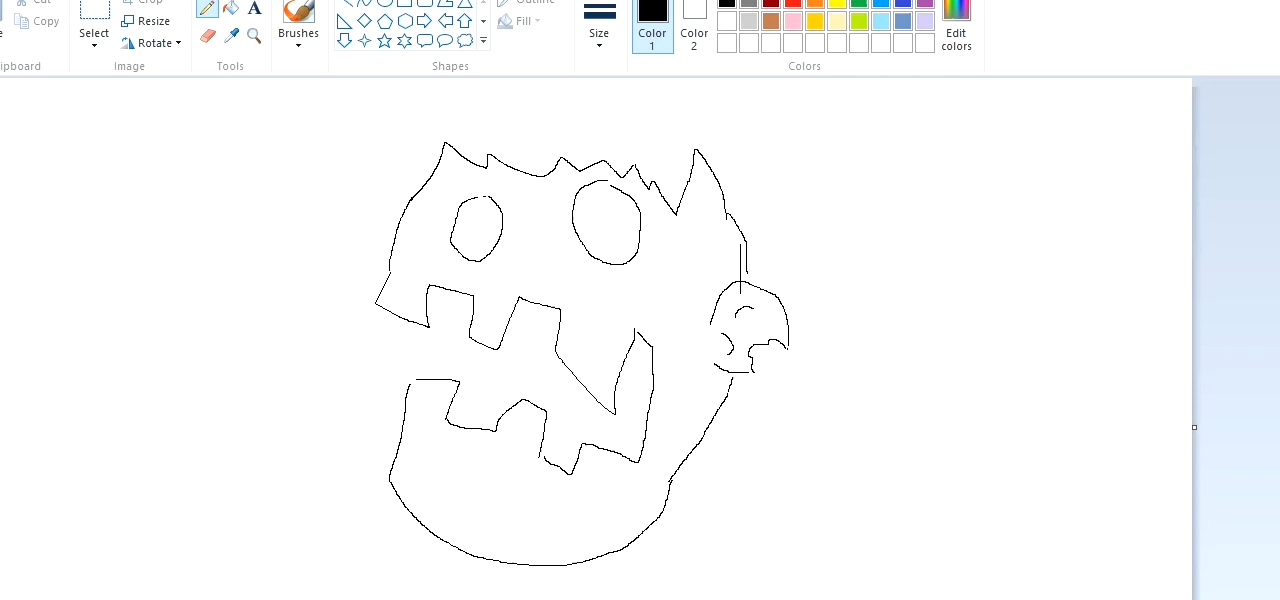 Cut Crop Outline
Copy Select Resize Fill
Rotate Brushes Size Color 1 Color 2 Edit colors
A
Image Tools Shapes Colors